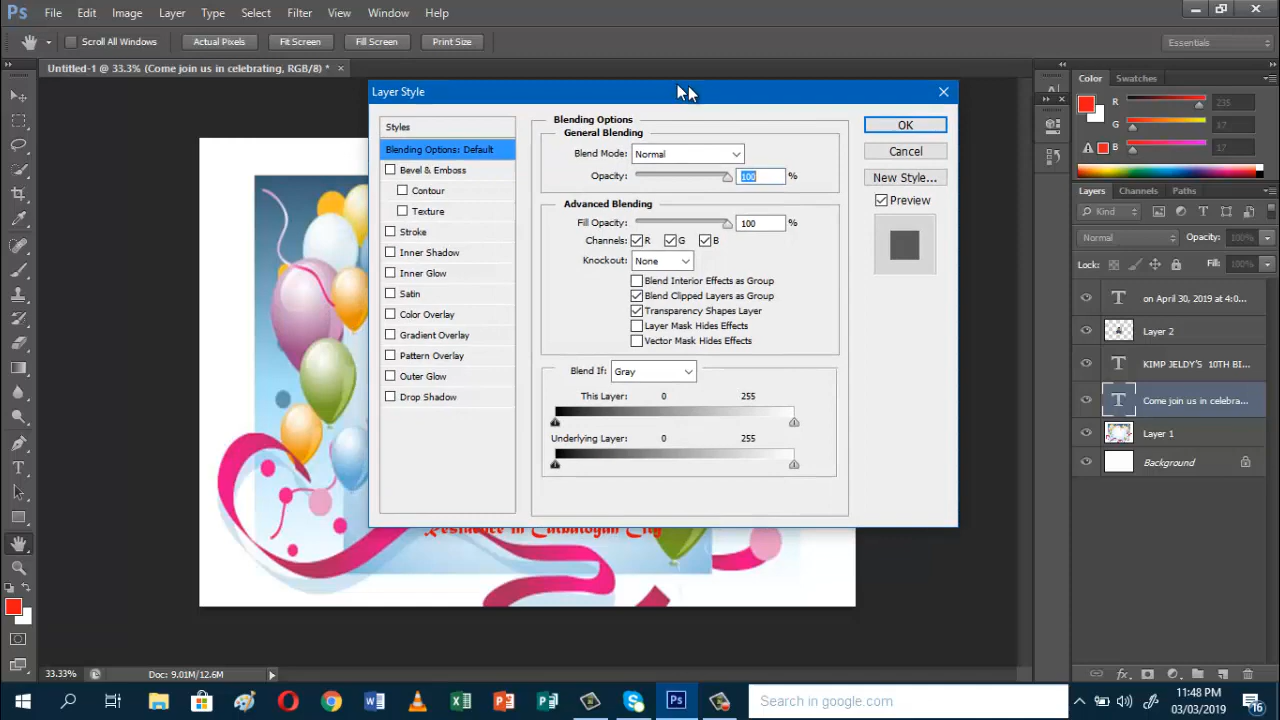 Ps File Edit Image Layer Type Select Filter View Window Help
Scroll All Windows Actual Pixels Fit Screen Fill Screen Print Size Essentials
Untitled-1 @ 33.3% (Come join us in celebrating, RGB/8) * ×
Layer Style
Styles
Blending Options: Default
Bevel & Emboss
Contour
Texture
Stroke
Inner Shadow
Inner Glow
Satin
Color Overlay
Gradient Overlay
Pattern Overlay
Outer Glow
Drop Shadow
Blending Options
General Blending
Blend Mode: Normal
Opacity: 100 %
Advanced Blending
Fill Opacity: 100 %
Channels: R G B
Knockout: None
Blend Interior Effects as Group
Blend Clipped Layers as Group
Transparency Shapes Layer
Layer Mask Hides Effects
Vector Mask Hides Effects
Blend If: Gray
This Layer: 0 255
Underlying Layer: 0 255
OK
Cancel
New Style...
Preview
Residence in Catbalogan City
Color Swatches
R 235
G 17
B 17
Layers Channels Paths
Kind
Normal Opacity: 100%
Lock: Fill: 100%
T on April 30, 2019 at 4:0...
Layer 2
T KIMP JELDY'S 10TH BI...
T Come join us in celebra...
Layer 1
Background
33.33% Doc: 9.01M/12.6M
Search in google.com
11:48 PM
03/03/2019
16